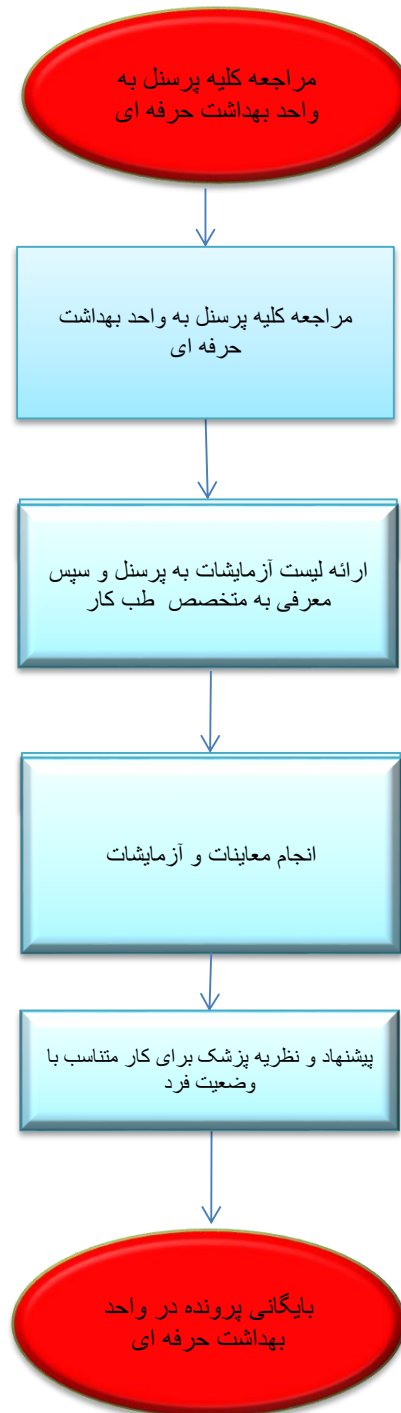 مراجعه کلیه پرسنل به
واحد بهداشت حرفه ای
مراجعه کلیه پرسنل به واحد بهداشت
حرفه ای
ارائه لیست آزمایشات به پرسنل و سپس
معرفی به متخصص طب کار
انجام معاینات و آزمایشات
پیشنهاد و نظریه پزشک برای کار متناسب با
وضعیت فرد
بایگانی پرونده در واحد
بهداشت حرفه ای